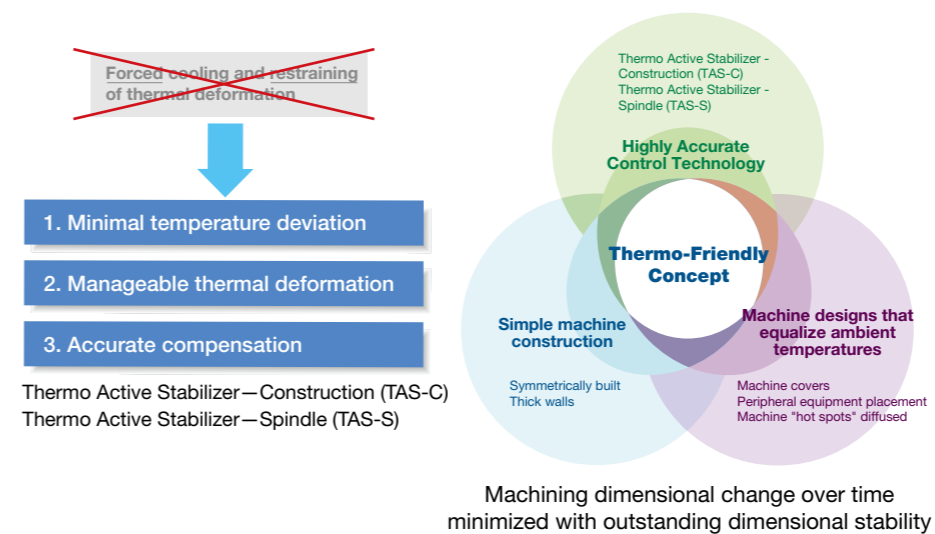 Forced cooling and restraining
of thermal deformation
1. Minimal temperature deviation
2. Manageable thermal deformation
3. Accurate compensation
Thermo Active Stabilizer—Construction (TAS-C)
Thermo Active Stabilizer—Spindle (TAS-S)
Thermo Active Stabilizer -
Construction (TAS-C)
Thermo Active Stabilizer -
Spindle (TAS-S)
Highly Accurate
Control Technology
Thermo-Friendly
Concept
Simple machine
construction
Symmetrically built
Thick walls
Machine designs that
equalize ambient
temperatures
Machine covers
Peripheral equipment placement
Machine "hot spots" diffused
Machining dimensional change over time
minimized with outstanding dimensional stability